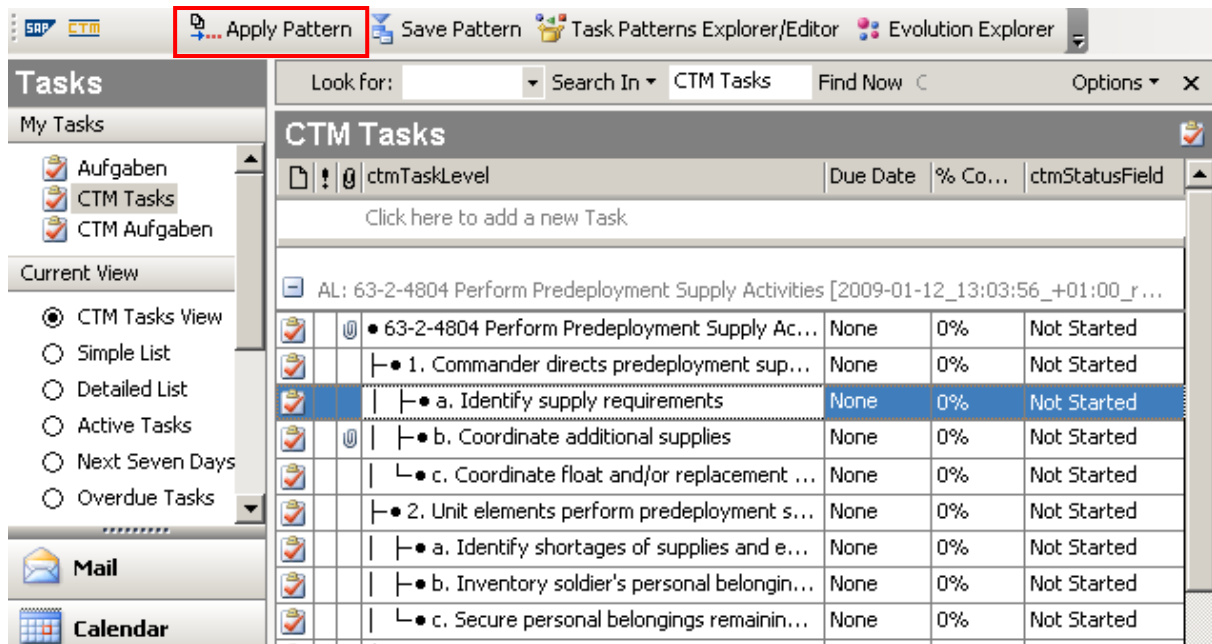 SAP CTM Apply Pattern Save Pattern Task Patterns Explorer/Editor Evolution Explorer
Tasks
My Tasks
Aufgaben
CTM Tasks
CTM Aufgaben
Current View
CTM Tasks View
Simple List
Detailed List
Active Tasks
Next Seven Days
Overdue Tasks
Mail
Calendar
Look for: Search In CTM Tasks Find Now C Options
CTM Tasks
! ctmTaskLevel Due Date % Co... ctmStatusField
Click here to add a new Task
AL: 63-2-4804 Perform Predeployment Supply Activities [2009-01-12_13:03:56_+01:00_r...
63-2-4804 Perform Predeployment Supply Ac... None 0% Not Started
1. Commander directs predeployment sup... None 0% Not Started
a. Identify supply requirements None 0% Not Started
b. Coordinate additional supplies None 0% Not Started
c. Coordinate float and/or replacement ... None 0% Not Started
2. Unit elements perform predeployment s... None 0% Not Started
a. Identify shortages of supplies and e... None 0% Not Started
b. Inventory soldier's personal belongin... None 0% Not Started
c. Secure personal belongings remainin... None 0% Not Started